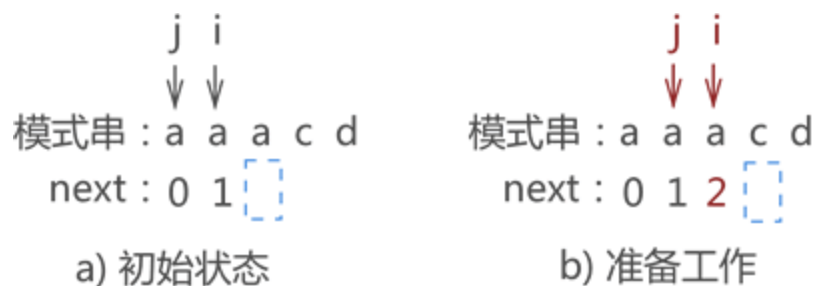 j i
模式串 : a a a c d
next : 0 1
a) 初始状态
j i
模式串 : a a a c d
next : 0 1 2
b) 准备工作